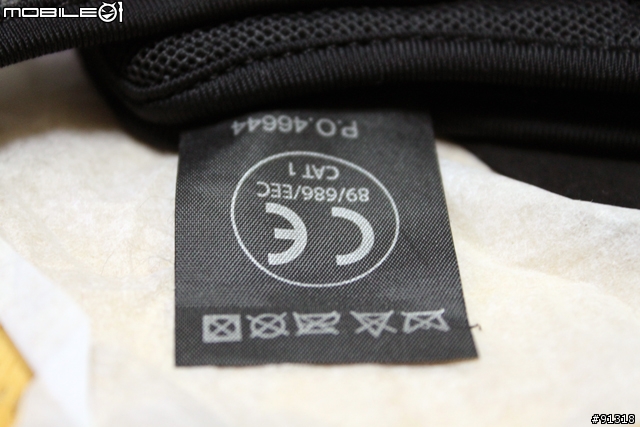 MOBILE01
P.O.46644
CAT 1
89/686/EEC
CE
#91318